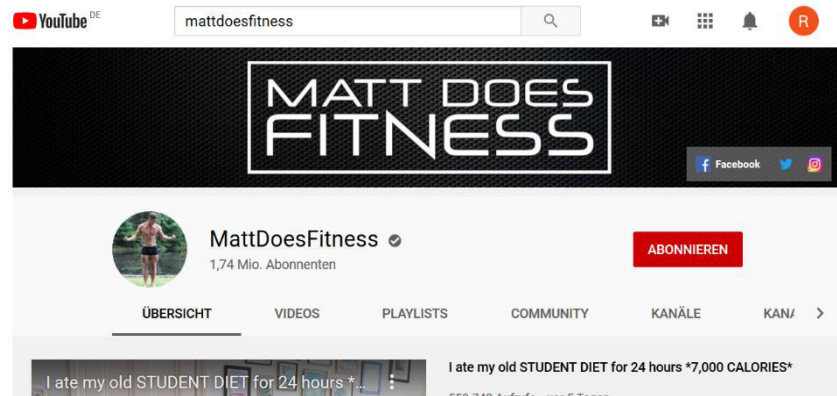 YouTube DE
mattdoesfitness
R
MATT DOES
FITNESS
Facebook
MattDoesFitness
1,74 Mio. Abonnenten
ABONNIEREN
ÜBERSICHT VIDEOS PLAYLISTS COMMUNITY KANÄLE
I ate my old STUDENT DIET for 24 hours *7,000 CALORIES*
I ate my old STUDENT DIET for 24 hours *...